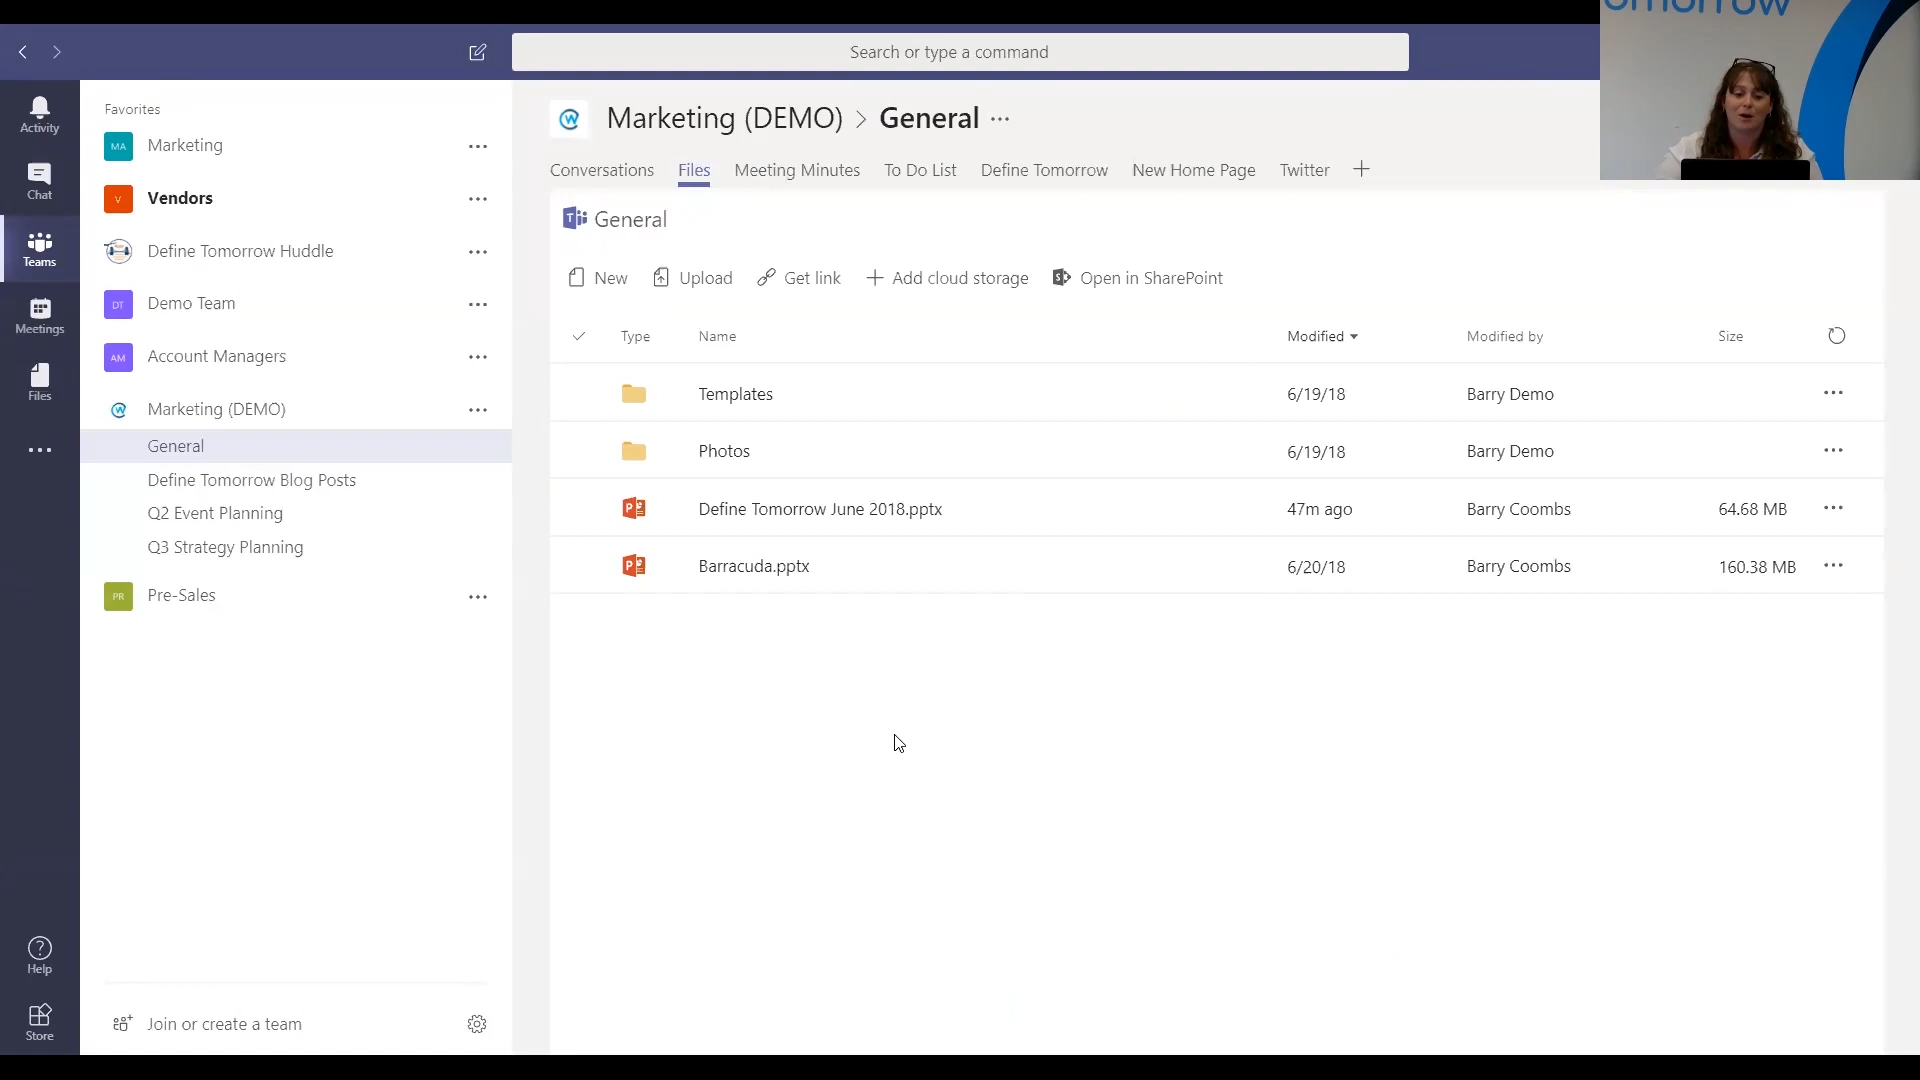 Search or type a command
omorrow
Activity
Chat
Teams
Meetings
Files
Help
Store
Favorites
MA Marketing
V Vendors
Define Tomorrow Huddle
DT Demo Team
AM Account Managers
Marketing (DEMO)
General
Define Tomorrow Blog Posts
Q2 Event Planning
Q3 Strategy Planning
PR Pre-Sales
Join or create a team
Marketing (DEMO) > General ...
Conversations Files Meeting Minutes To Do List Define Tomorrow New Home Page Twitter +
General
New Upload Get link + Add cloud storage Open in SharePoint
Type Name Modified Modified by Size
Templates 6/19/18 Barry Demo
Photos 6/19/18 Barry Demo
Define Tomorrow June 2018.pptx 47m ago Barry Coombs 64.68 MB
Barracuda.pptx 6/20/18 Barry Coombs 160.38 MB